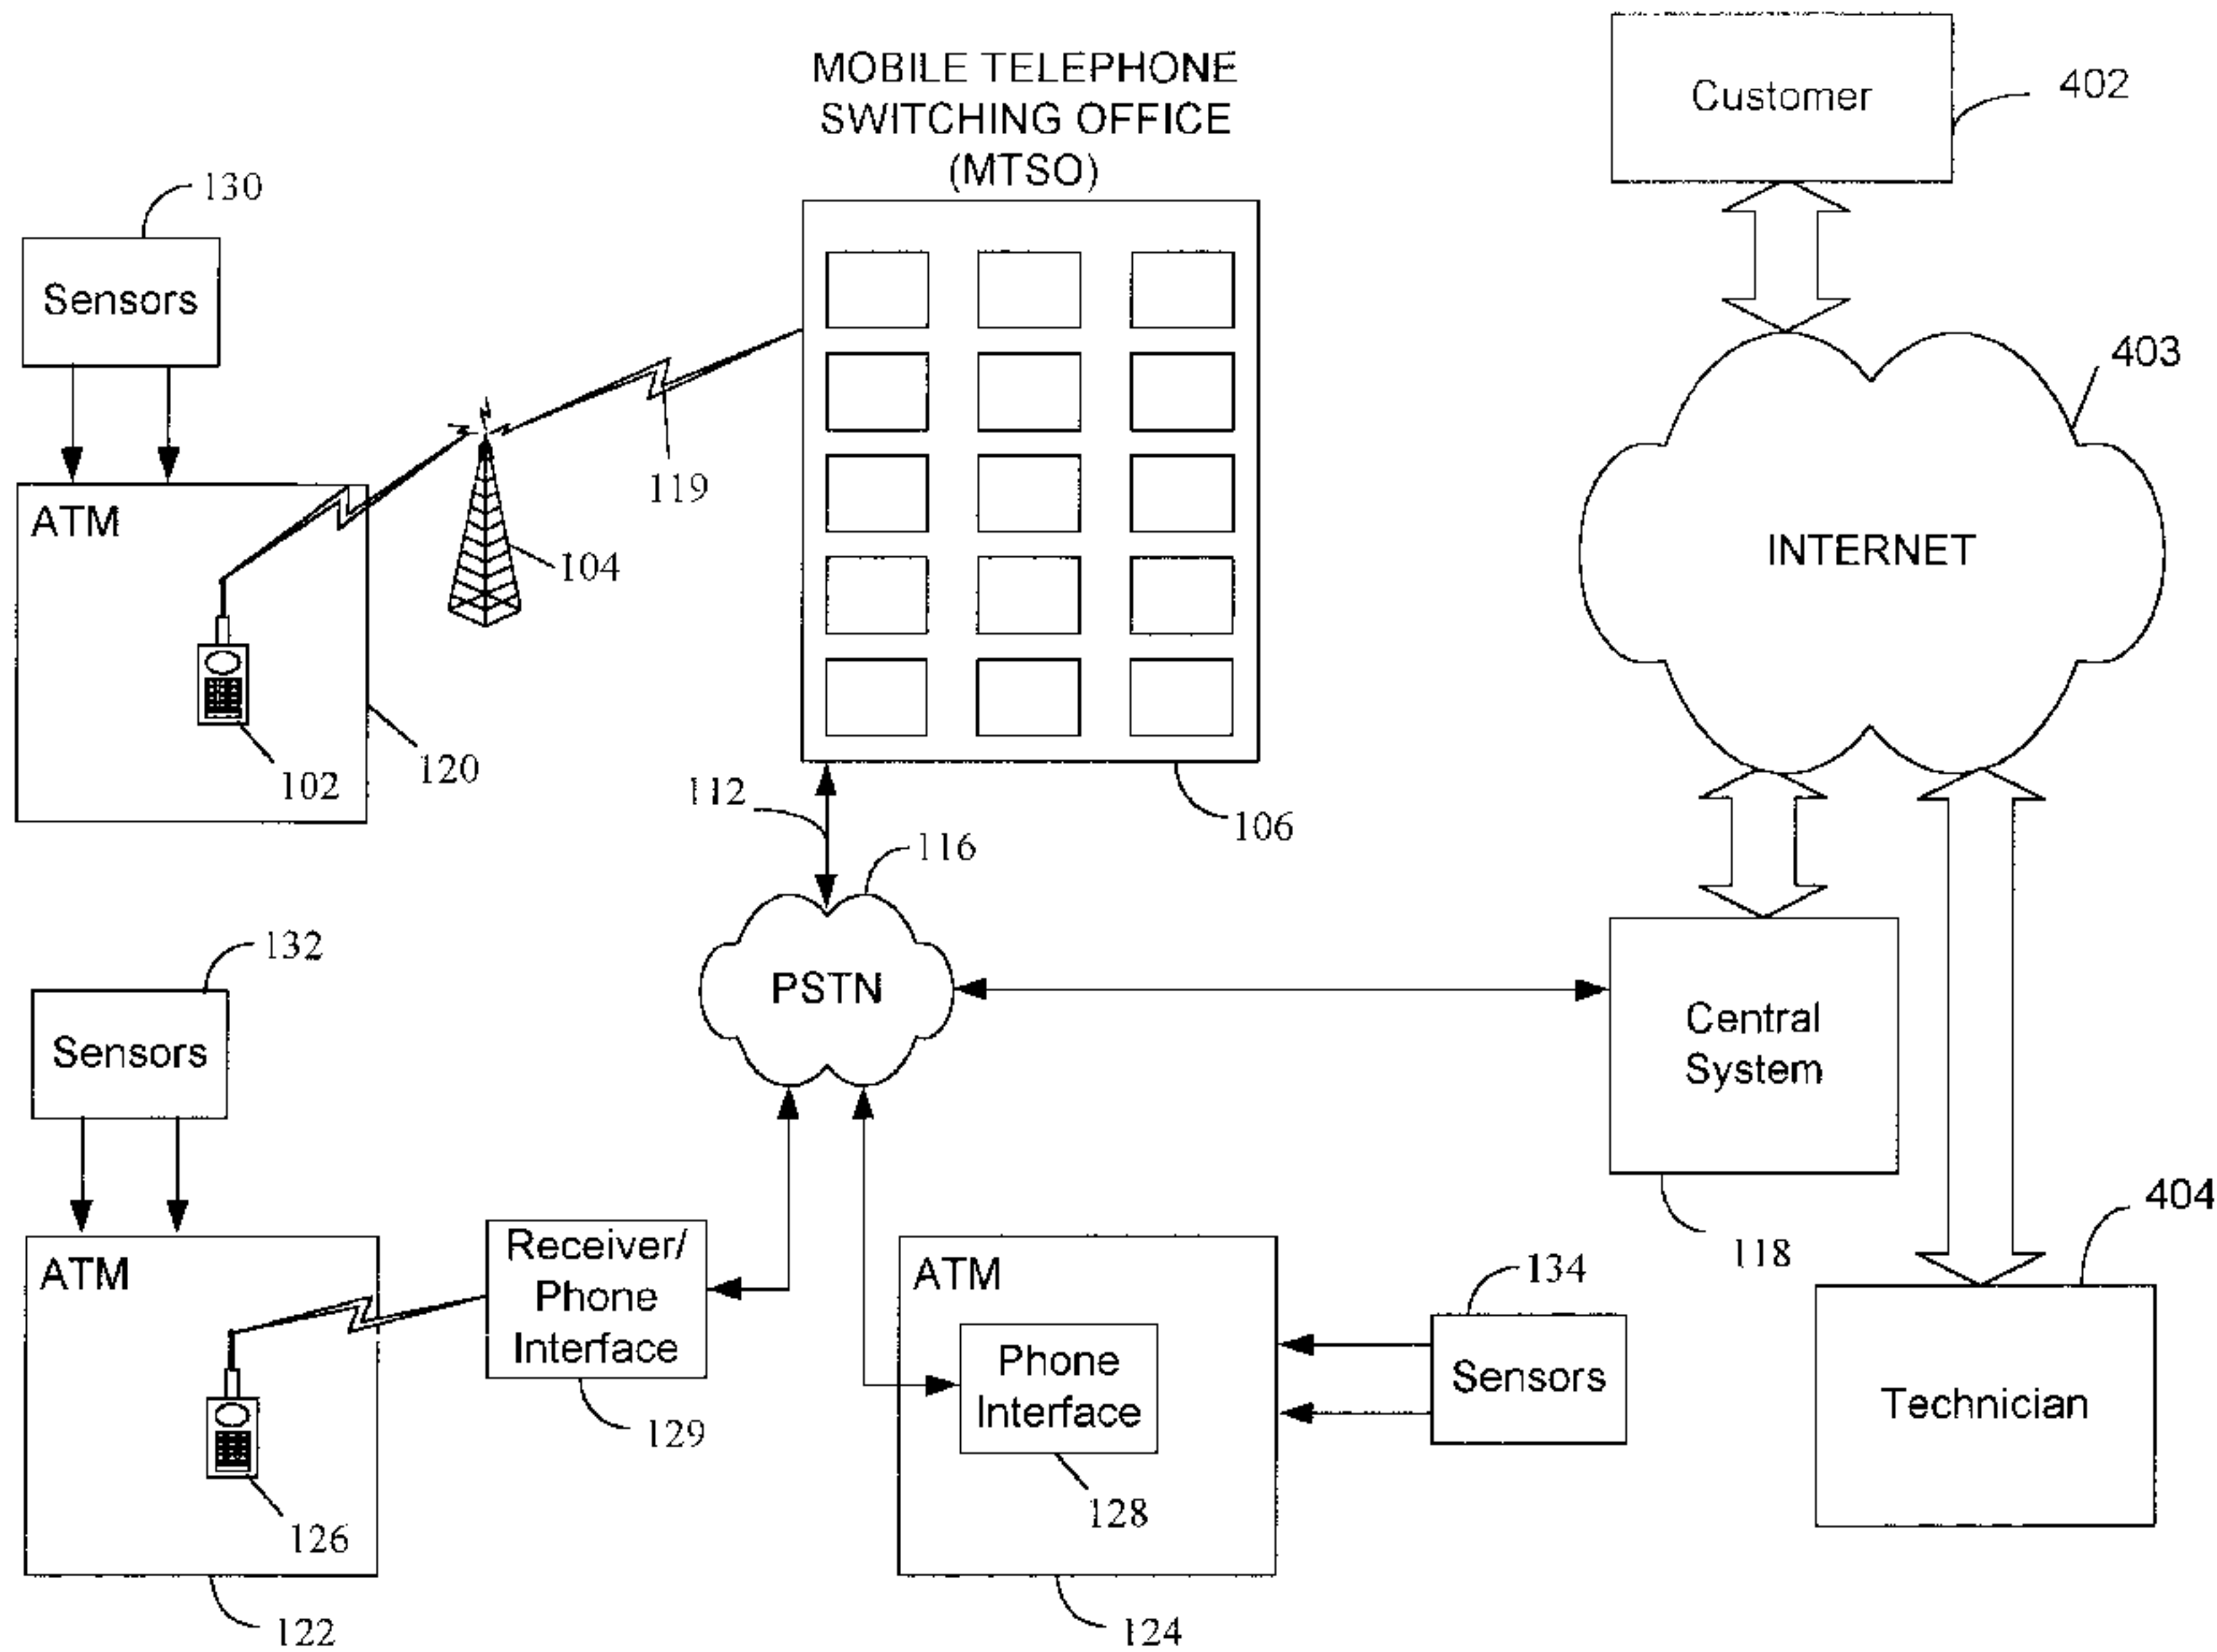 MOBILE TELEPHONE
SWITCHING OFFICE
(MTSO)
Customer
402
130
Sensors
403
119
ATM
104
INTERNET
102
120
112
106
116
132
PSTN
Sensors
Central
System
118
404
ATM
Receiver/
Phone
Interface
129
126
122
ATM
Phone
Interface
128
124
134
Sensors
Technician